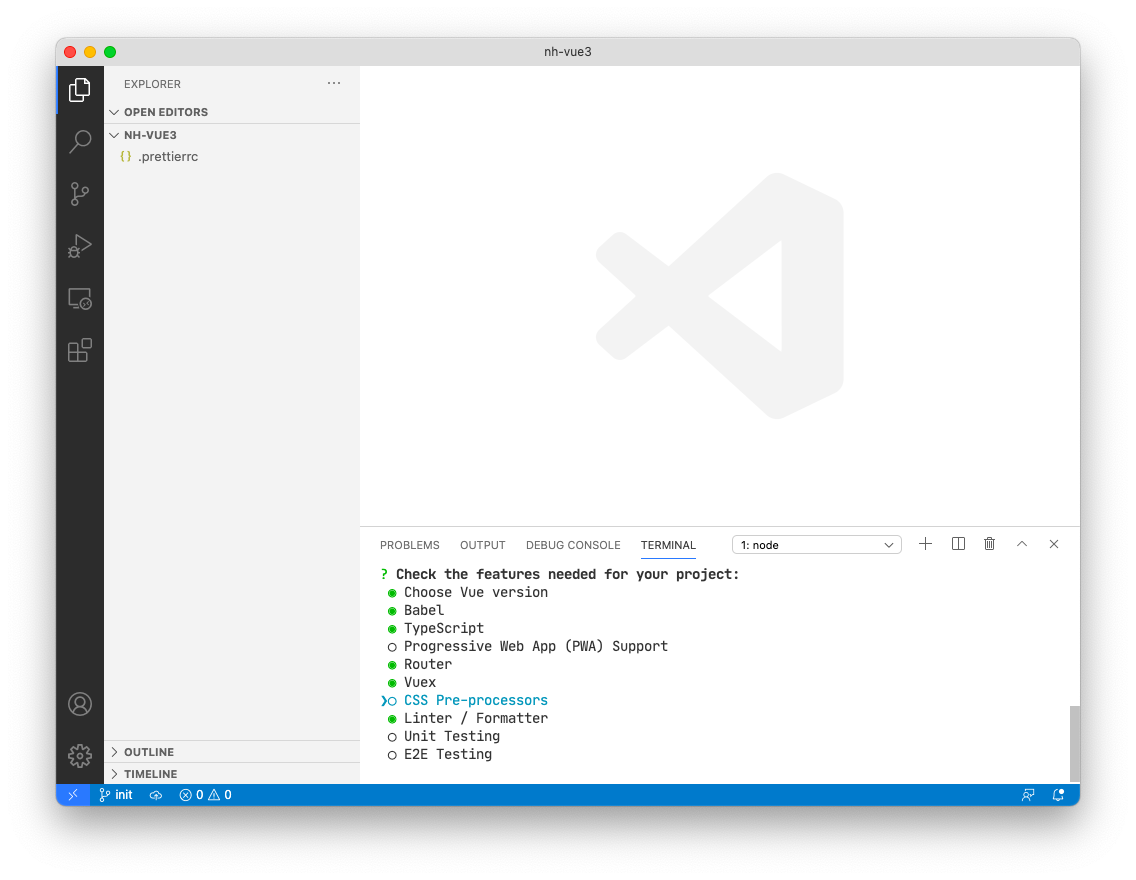 nh-vue3
EXPLORER
OPEN EDITORS
NH-VUE3
{} .prettierrc
OUTLINE
TIMELINE
PROBLEMS OUTPUT DEBUG CONSOLE TERMINAL 1: node
? Check the features needed for your project:
◉ Choose Vue version
◉ Babel
◉ TypeScript
◯ Progressive Web App (PWA) Support
◉ Router
◉ Vuex
❯◯ CSS Pre-processors
◉ Linter / Formatter
◯ Unit Testing
◯ E2E Testing
init 0 0